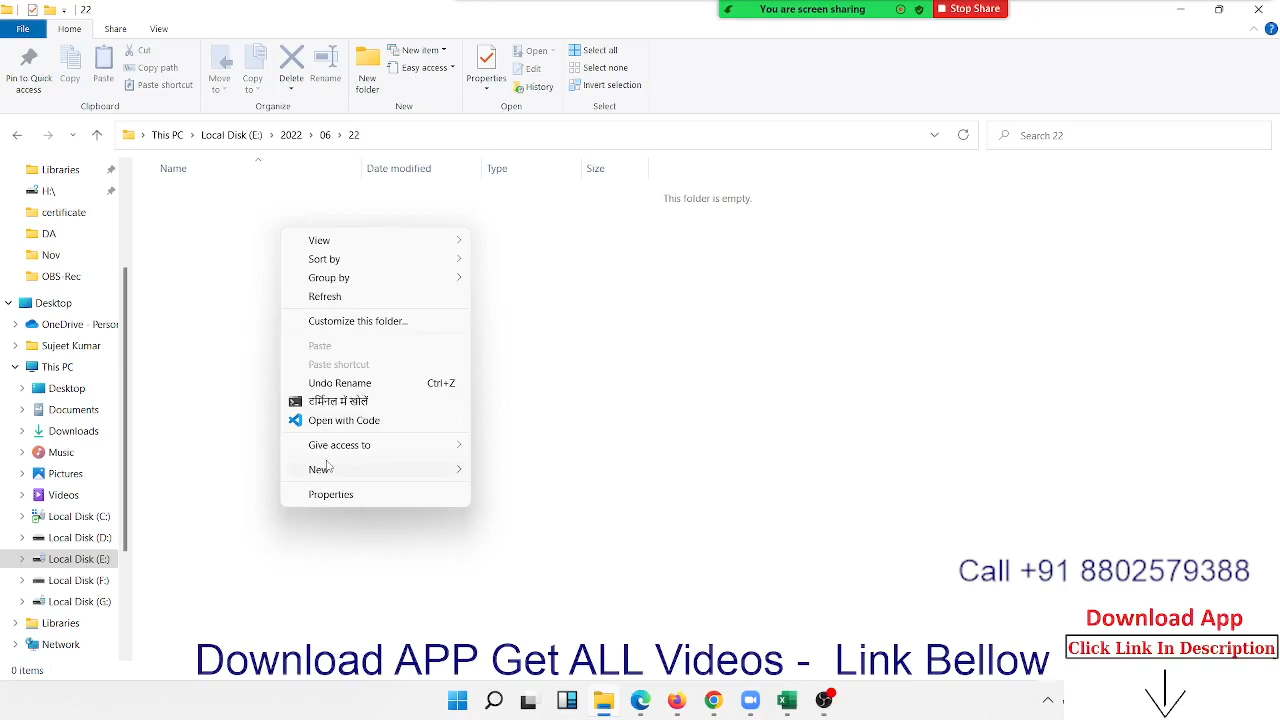 22
You are screen sharing
Stop Share
File
Home
Share
View
Pin to Quick access
Copy
Paste
Cut
Copy path
Paste shortcut
Clipboard
Move to
Copy to
Delete
Rename
Organize
New folder
New item
Easy access
New
Properties
Open
Edit
History
Open
Select all
Select none
Invert selection
Select
This PC › Local Disk (E:) › 2022 › 06 › 22
Search 22
Name
Date modified
Type
Size
This folder is empty.
Libraries
H:\
certificate
DA
Nov
OBS-Rec
Desktop
OneDrive - Person
Sujeet Kumar
This PC
Desktop
Documents
Downloads
Music
Pictures
Videos
Local Disk (C:)
Local Disk (D:)
Local Disk (E:)
Local Disk (F:)
Local Disk (G:)
Libraries
Network
0 items
View
Sort by
Group by
Refresh
Customize this folder...
Paste
Paste shortcut
Undo Rename Ctrl+Z
टर्मिनल में खोलें
Open with Code
Give access to
New
Properties
Call +91 8802579388
Download App
Click Link In Description
Download APP Get ALL Videos - Link Bellow